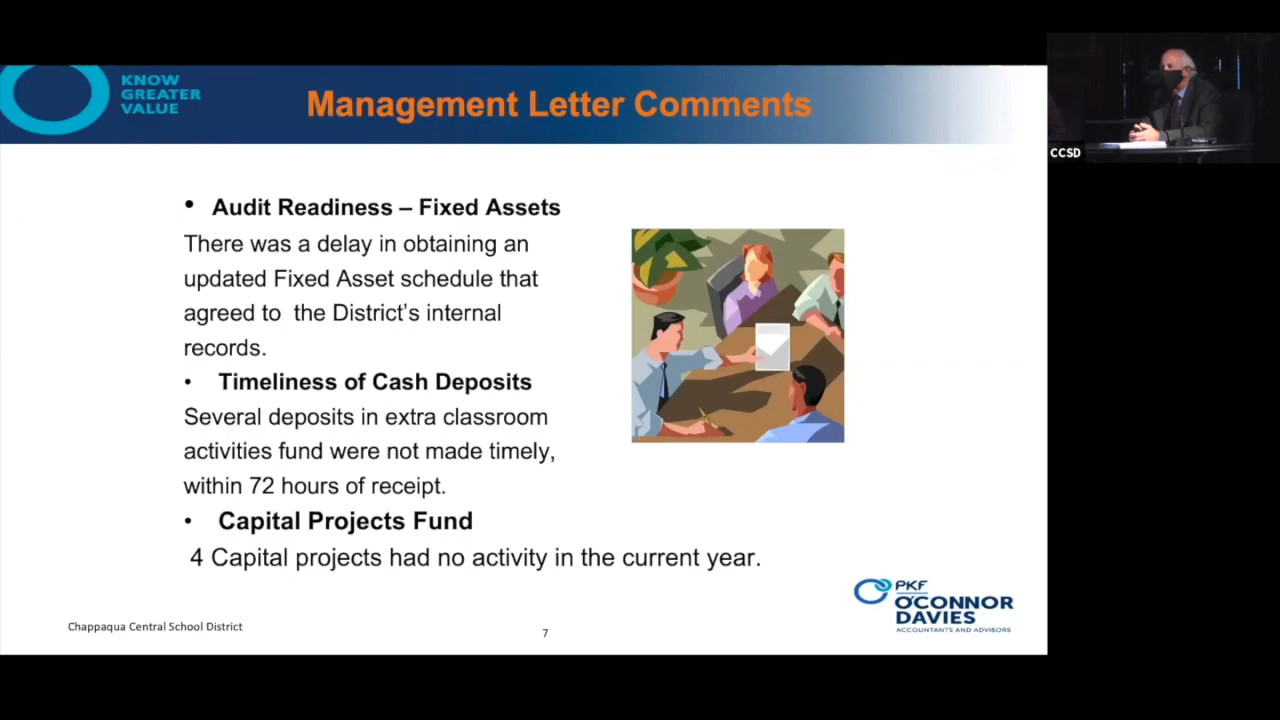 KNOW
GREATER
VALUE
Management Letter Comments
CCSD
• Audit Readiness – Fixed Assets
There was a delay in obtaining an
updated Fixed Asset schedule that
agreed to  the District’s internal
records.
• Timeliness of Cash Deposits
Several deposits in extra classroom
activities fund were not made timely,
within 72 hours of receipt.
• Capital Projects Fund
4 Capital projects had no activity in the current year.
PKF
O'CONNOR
DAVIES
ACCOUNTANTS AND ADVISORS
Chappaqua Central School District
7